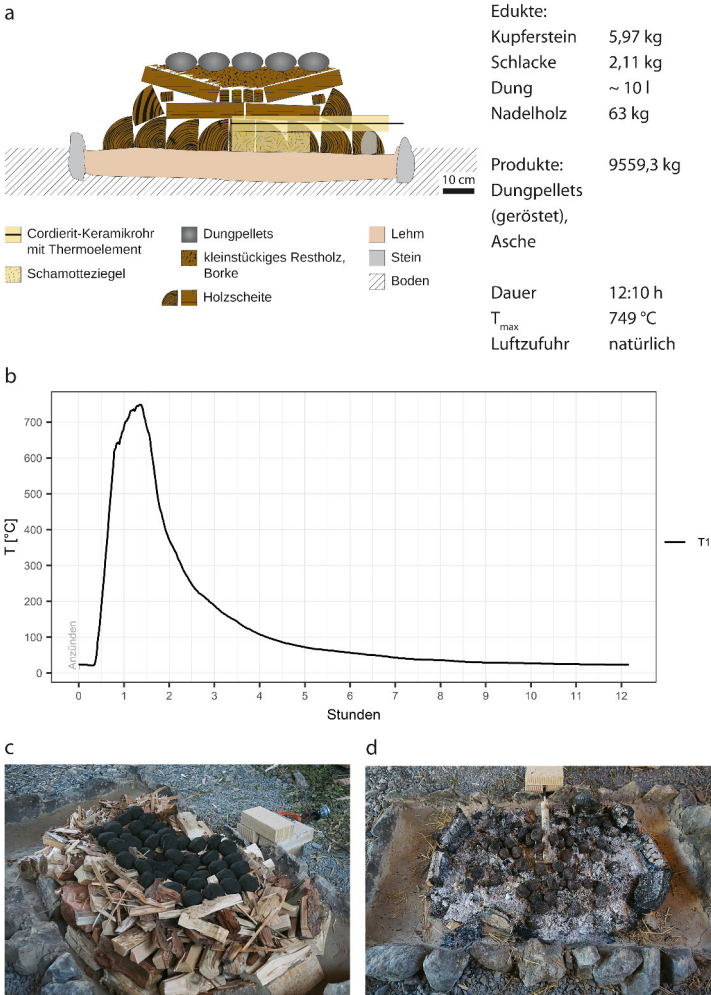 a
Edukte:
Kupferstein 5,97 kg
Schlacke 2,11 kg
Dung ~ 10 l
Nadelholz 63 kg
Produkte: 9559,3 kg
Dungpellets
(geröstet),
Asche
Dauer 12:10 h
Tmax 749 °C
Luftzufuhr natürlich
10 cm
Cordierit-Keramikrohr
mit Thermoelement
Schamotteziegel
Dungpellets
kleinstückiges Restholz,
Borke
Holzscheite
Lehm
Stein
Boden
b
T [°C]
700
600
500
400
300
200
100
0
Anzünden
T1
0 1 2 3 4 5 6 7 8 9 10 11 12
Stunden
c
d